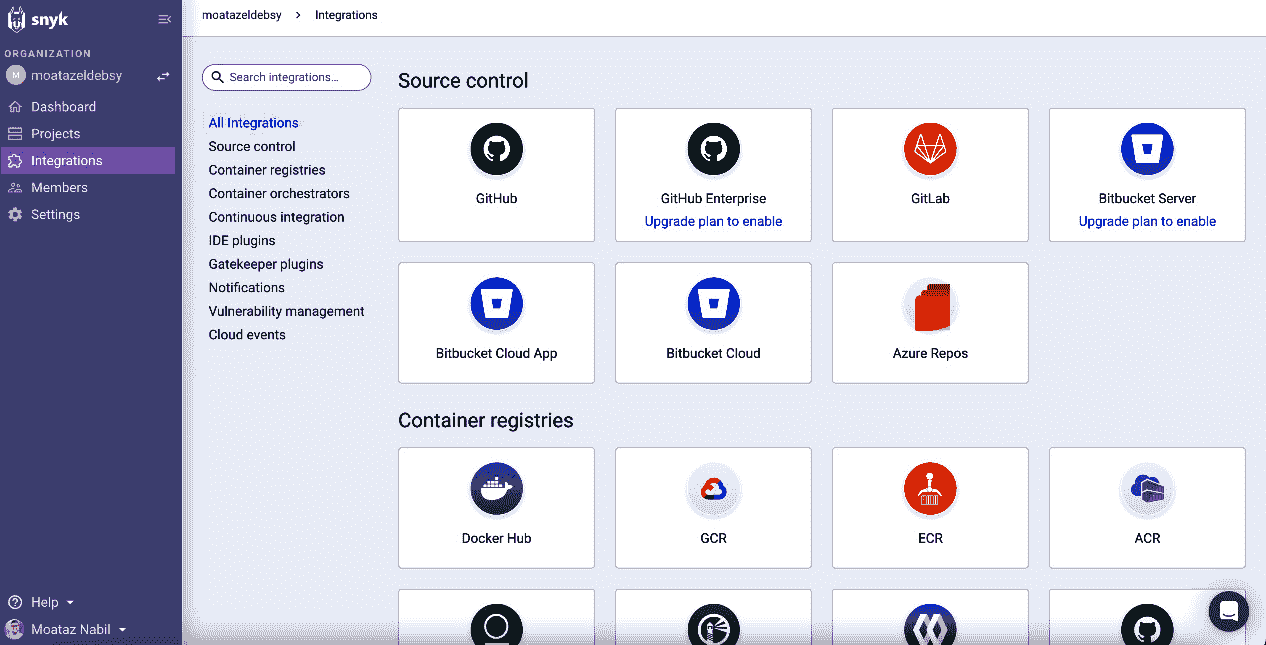 snyk
ORGANIZATION
M moatazeldebsy
Dashboard
Projects
Integrations
Members
Settings
Help
Moataz Nabil
moatazeldebsy > Integrations
Search integrations...
All Integrations
Source control
Container registries
Container orchestrators
Continuous integration
IDE plugins
Gatekeeper plugins
Notifications
Vulnerability management
Cloud events
Source control
GitHub
GitHub Enterprise
Upgrade plan to enable
GitLab
Bitbucket Server
Upgrade plan to enable
Bitbucket Cloud App
Bitbucket Cloud
Azure Repos
Container registries
Docker Hub
GCR
ECR
ACR